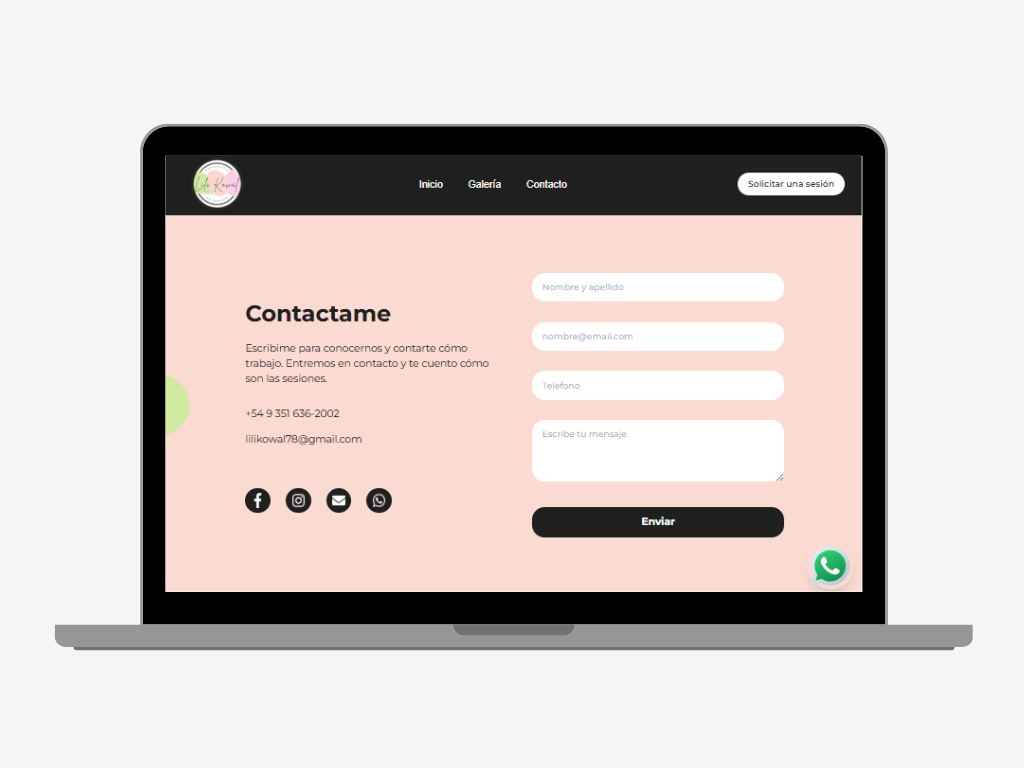 Lili Kowal
Inicio
Galería
Contacto
Solicitar una sesión
Contactame
Escribime para conocernos y contarte cómo
trabajo. Entremos en contacto y te cuento cómo
son las sesiones.
+54 9 351 636-2002
lilikowal78@gmail.com
Nombre y apellido
nombre@email.com
Telefono
Escribe tu mensaje
Enviar